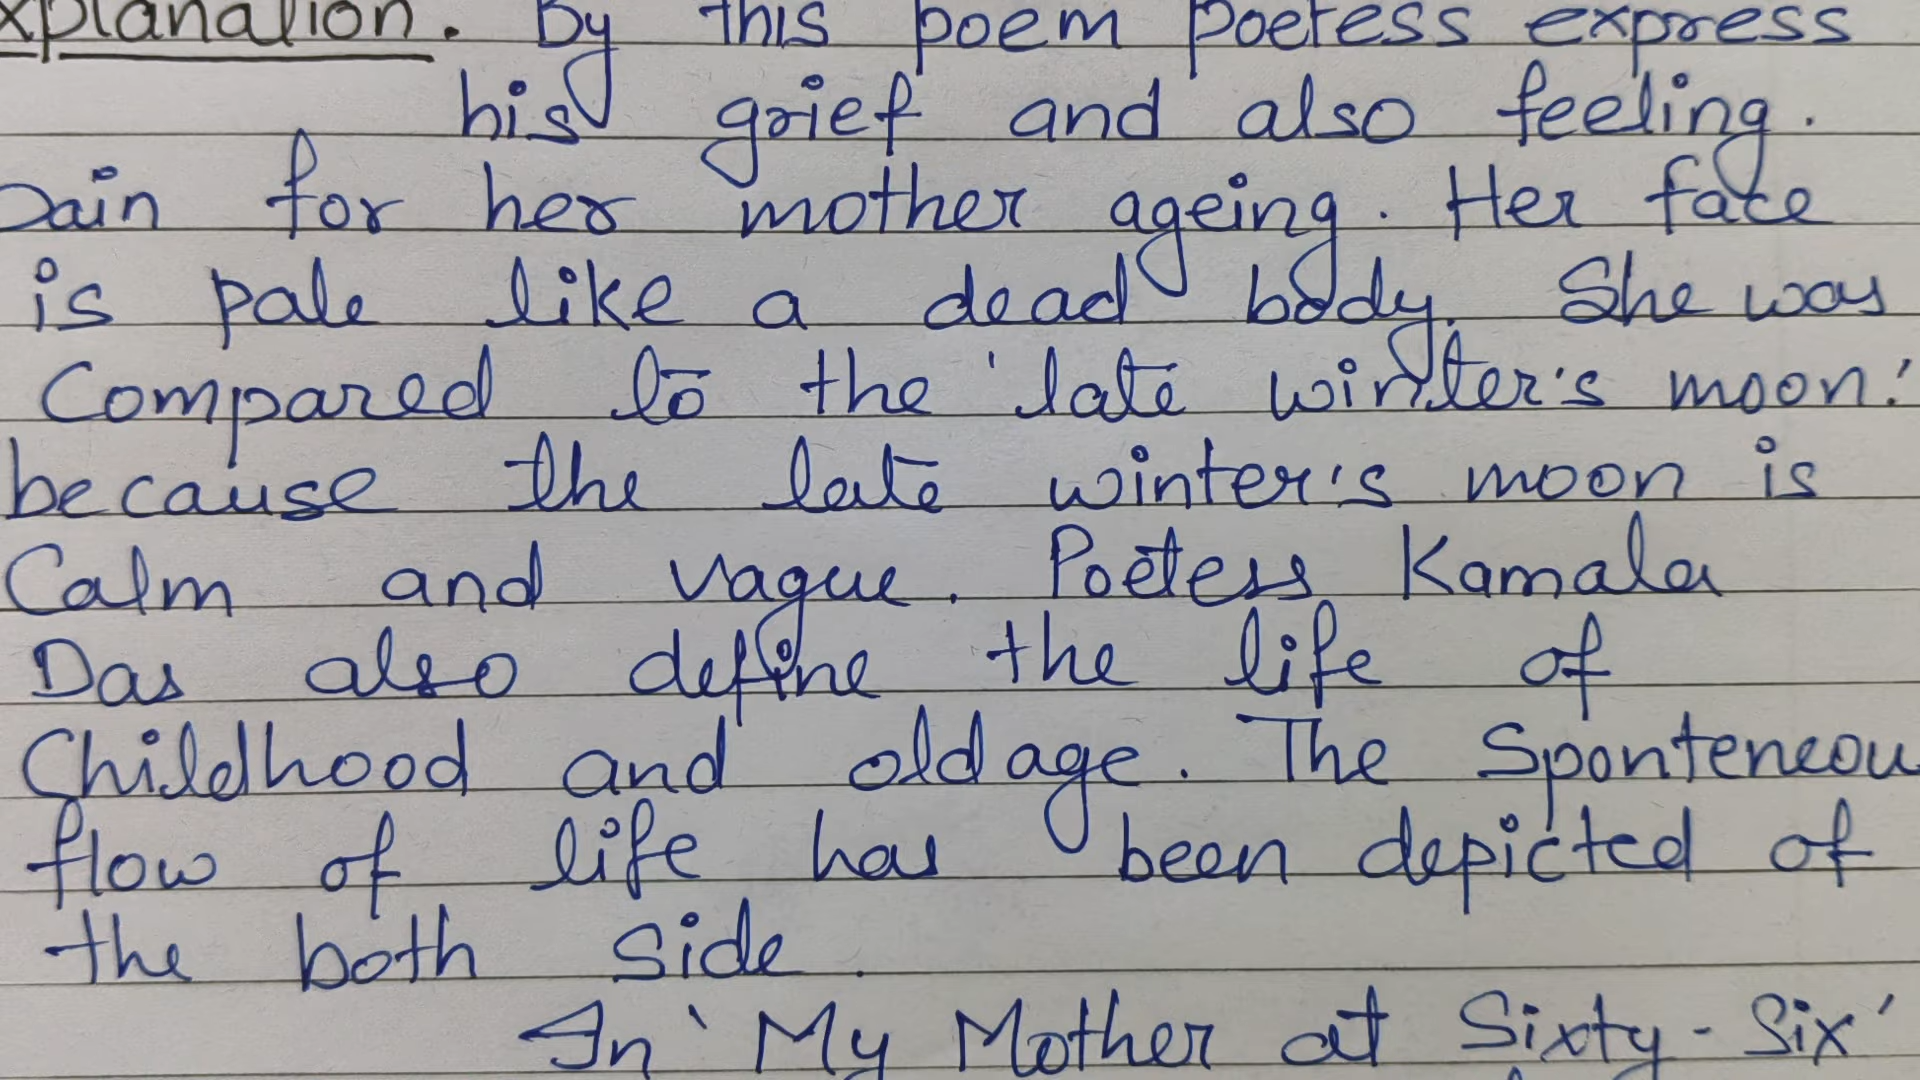 xplanation. By this poem poetess express
his grief and also feeling.
Pain for her mother ageing. Her face
is pale like a dead body. She was
Compared to the 'late winter's moon.'
because the late winter's moon is
Calm and vague. Poetess Kamala
Das also define the life of
Childhood and old age. The Sponteneou
flow of life has been depicted of
the both side.
In 'My Mother at Sixty-Six'